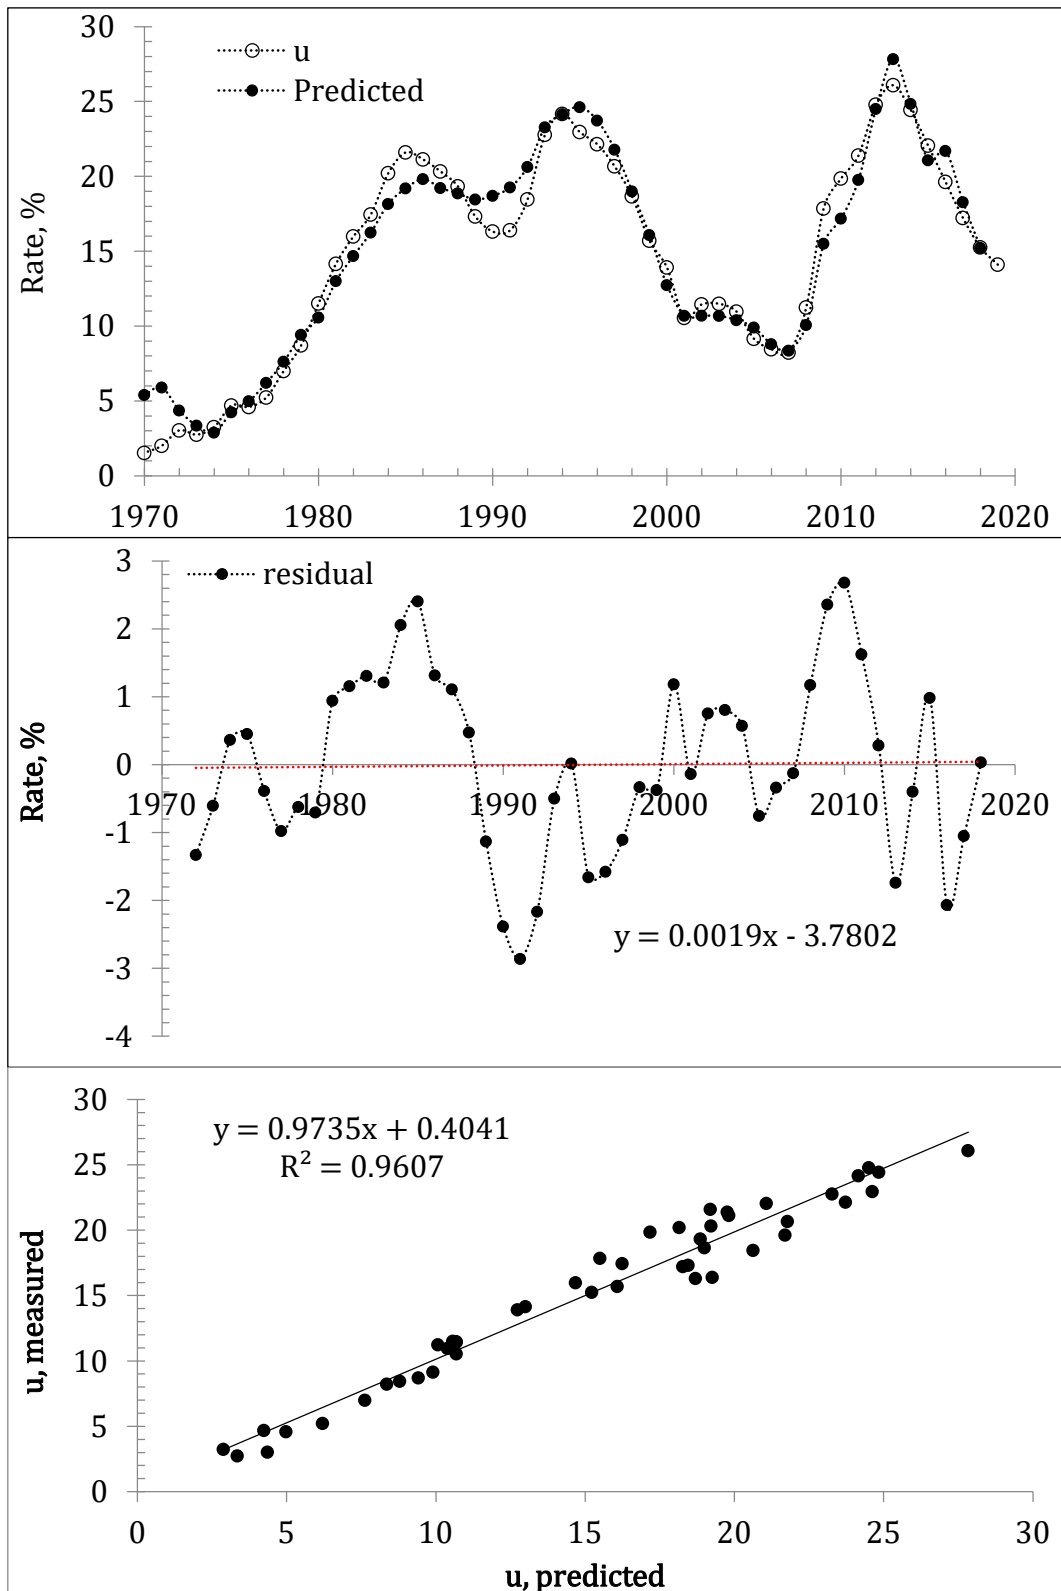 30
25
20
15
10
5
0
Rate, %
u
Predicted
1970 1980 1990 2000 2010 2020
3
2
1
0
-1
-2
-3
-4
Rate, %
residual
1970 1980 1990 2000 2010 2020
y = 0.0019x - 3.7802
30
25
20
15
10
5
0
u, measured
y = 0.9735x + 0.4041
R² = 0.9607
0 5 10 15 20 25 30
u, predicted